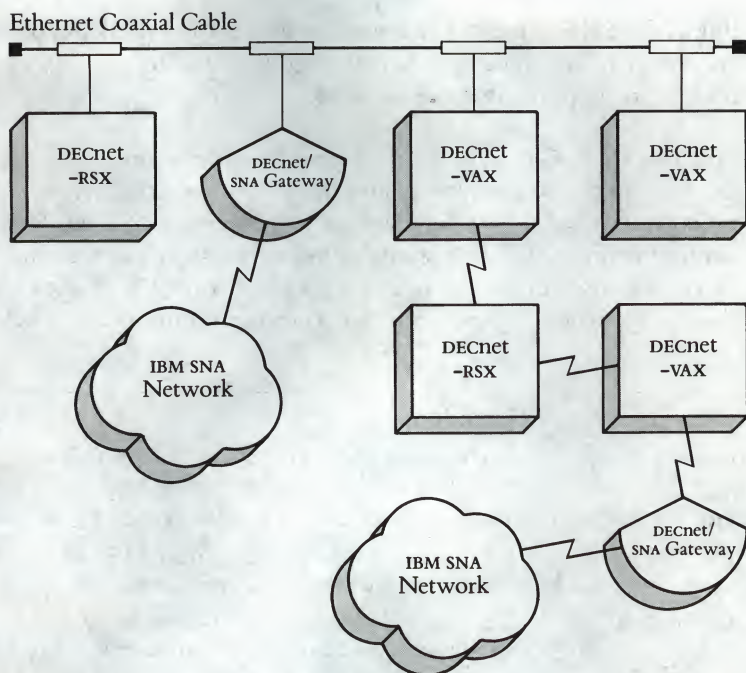 Ethernet Coaxial Cable
DECnet
-RSX
DECnet/
SNA Gateway
DECnet
-VAX
DECnet
-VAX
IBM SNA
Network
DECnet
-RSX
DECnet
-VAX
IBM SNA
Network
DECnet/
SNA Gateway